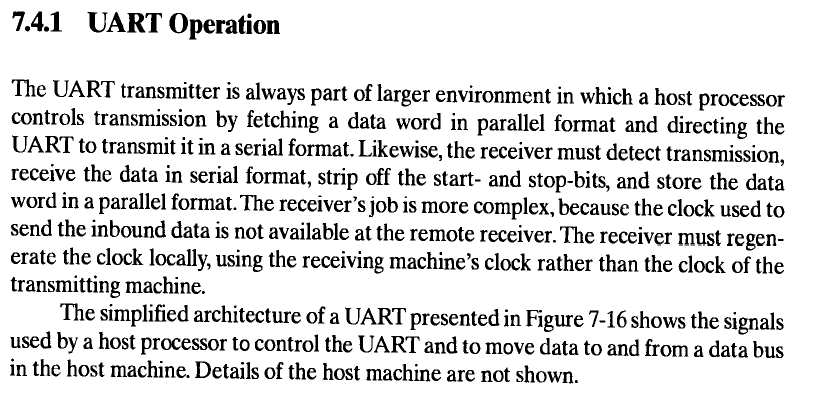 7.4.1 UART Operation
The UART transmitter is always part of larger environment in which a host processor
controls transmission by fetching a data word in parallel format and directing the
UART to transmit it in a serial format. Likewise, the receiver must detect transmission,
receive the data in serial format, strip off the start- and stop-bits, and store the data
word in a parallel format. The receiver's job is more complex, because the clock used to
send the inbound data is not available at the remote receiver. The receiver must regen-
erate the clock locally, using the receiving machine's clock rather than the clock of the
transmitting machine.
The simplified architecture of a UART presented in Figure 7-16 shows the signals
used by a host processor to control the UART and to move data to and from a data bus
in the host machine. Details of the host machine are not shown.